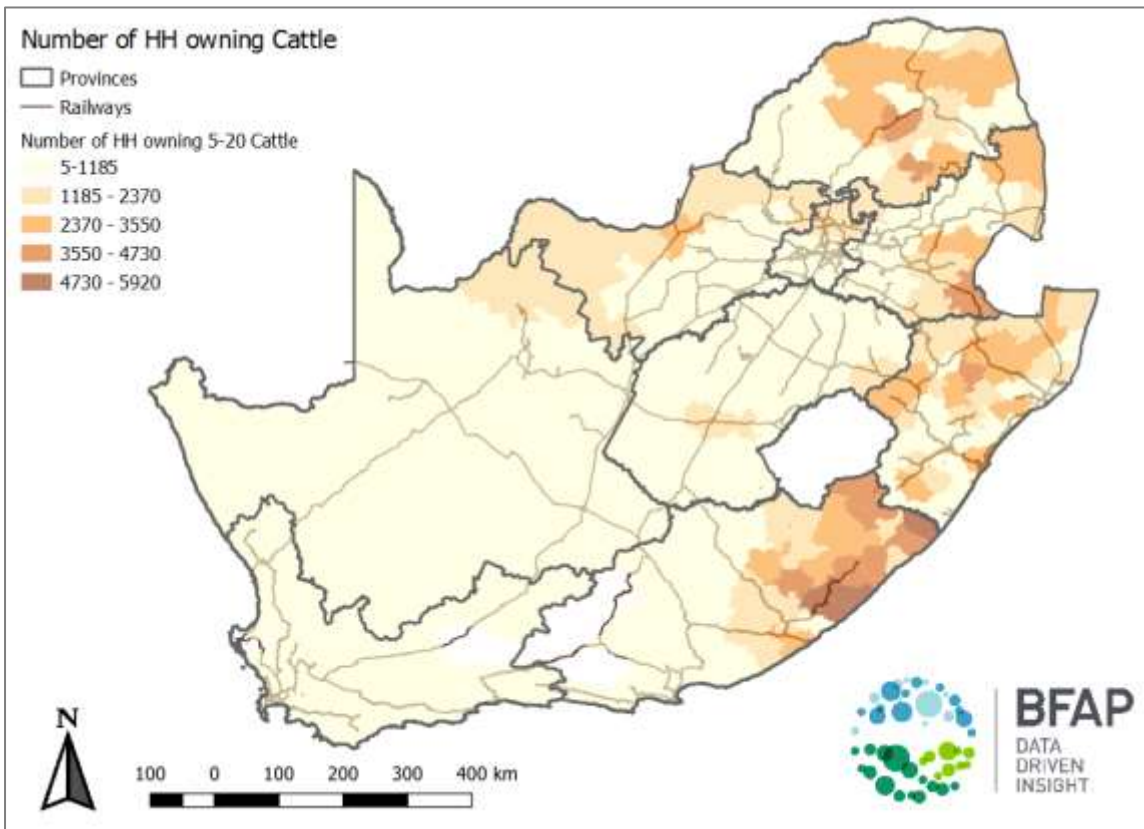 Number of HH owning Cattle
Provinces
Railways
Number of HH owning 5-20 Cattle
5-1185
1185 - 2370
2370 - 3550
3550 - 4730
4730 - 5920
N
100 0 100 200 300 400 km
BFAP
DATA
DRIVEN
INSIGHT